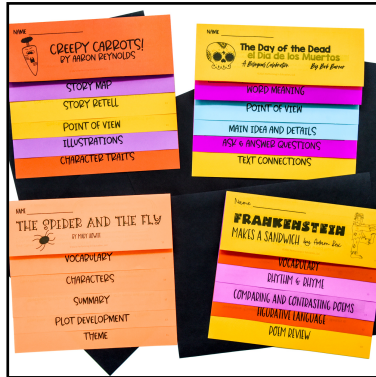 NAME
CREEPY CARROTS!
BY AARON REYNOLDS
STORY MAP
STORY RETELL
POINT OF VIEW
ILLUSTRATIONS
CHARACTER TRAITS
NAME
The Day of the Dead
el Día de los Muertos
A Bilingual Celebration
By Bob Barner
WORD MEANING
POINT OF VIEW
MAIN IDEA AND DETAILS
ASK & ANSWER QUESTIONS
TEXT CONNECTIONS
NAME
THE SPIDER AND THE FLY
BY MARY HOWITT
VOCABULARY
CHARACTERS
SUMMARY
PLOT DEVELOPMENT
THEME
Name
FRANKENSTEIN
MAKES A SANDWICH by Adam Rex
VOCABULARY
RHYTHM & RHYME
COMPARING AND CONTRASTING POEMS
FIGURATIVE LANGUAGE
POEM REVIEW